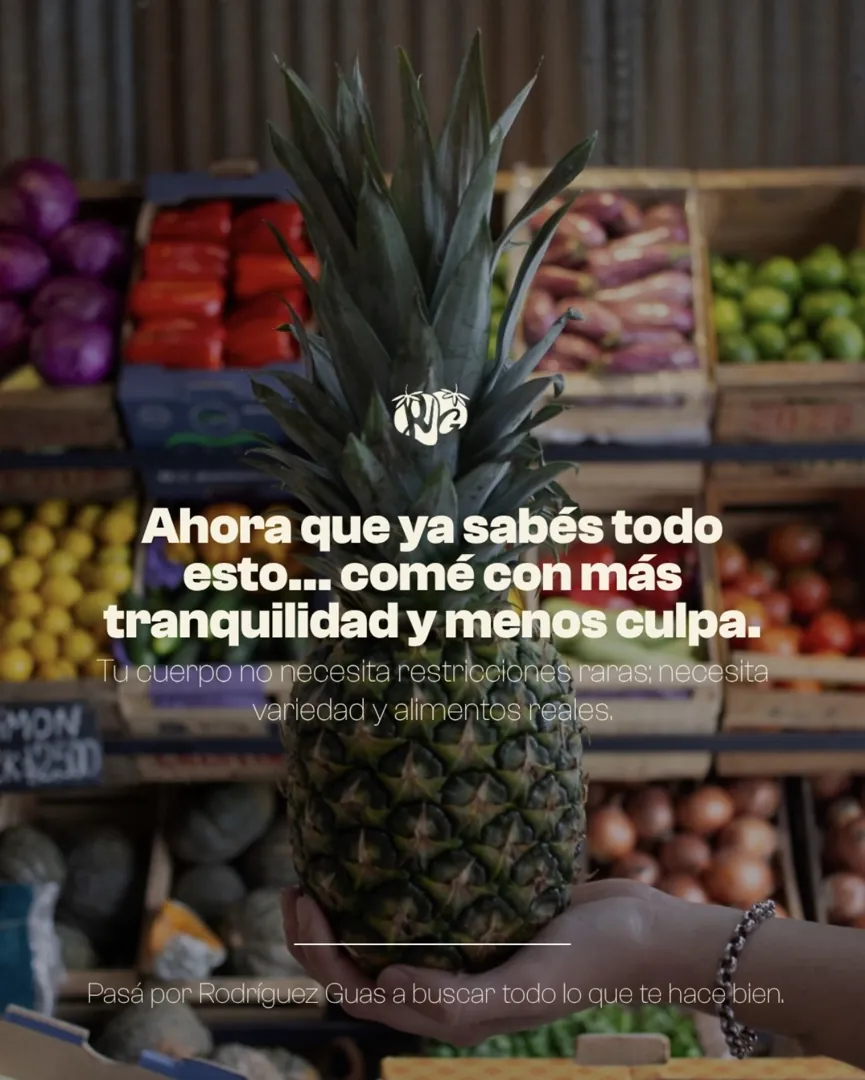 RJG
Ahora que ya sabés todo
esto... comé con más
tranquilidad y menos culpa.
Tu cuerpo no necesita restricciones raras; necesita
variedad y alimentos reales.
Pasá por Rodríguez Guas a buscar todo lo que te hace bien.